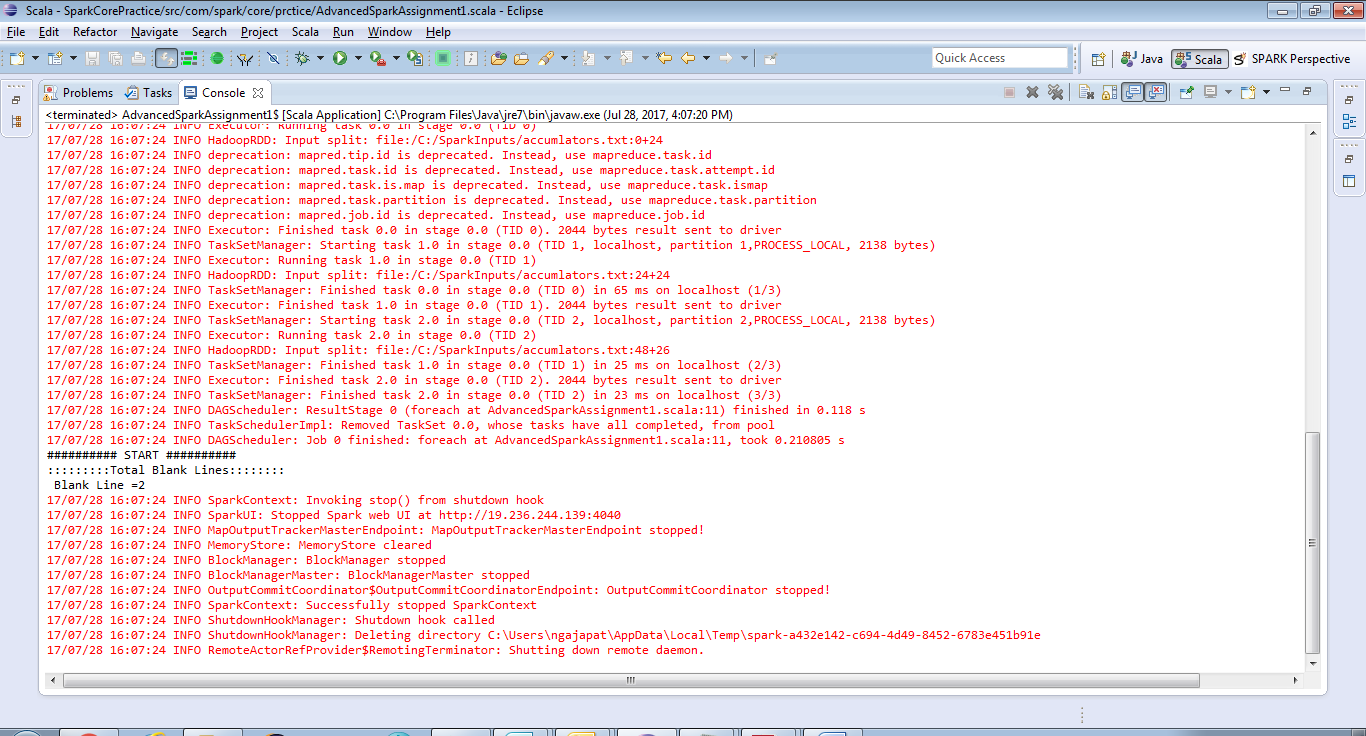 Scala - SparkCorePractice/src/com/spark/core/prctice/AdvancedSparkAssignment1.scala - Eclipse
File Edit Refactor Navigate Search Project Scala Run Window Help
Quick Access
Java
Scala
SPARK Perspective
Problems Tasks Console
<terminated> AdvancedSparkAssignment1$ [Scala Application] C:\Program Files\Java\jre7\bin\javaw.exe (Jul 28, 2017, 4:07:20 PM)
17/07/28 16:07:24 INFO Executor: Running task 0.0 in stage 0.0 (TID 0)
17/07/28 16:07:24 INFO HadoopRDD: Input split: file:/C:/SparkInputs/accumlators.txt:0+24
17/07/28 16:07:24 INFO deprecation: mapred.tip.id is deprecated. Instead, use mapreduce.task.id
17/07/28 16:07:24 INFO deprecation: mapred.task.id is deprecated. Instead, use mapreduce.task.attempt.id
17/07/28 16:07:24 INFO deprecation: mapred.task.is.map is deprecated. Instead, use mapreduce.task.ismap
17/07/28 16:07:24 INFO deprecation: mapred.task.partition is deprecated. Instead, use mapreduce.task.partition
17/07/28 16:07:24 INFO deprecation: mapred.job.id is deprecated. Instead, use mapreduce.job.id
17/07/28 16:07:24 INFO Executor: Finished task 0.0 in stage 0.0 (TID 0). 2044 bytes result sent to driver
17/07/28 16:07:24 INFO TaskSetManager: Starting task 1.0 in stage 0.0 (TID 1, localhost, partition 1,PROCESS_LOCAL, 2138 bytes)
17/07/28 16:07:24 INFO Executor: Running task 1.0 in stage 0.0 (TID 1)
17/07/28 16:07:24 INFO HadoopRDD: Input split: file:/C:/SparkInputs/accumlators.txt:24+24
17/07/28 16:07:24 INFO TaskSetManager: Finished task 0.0 in stage 0.0 (TID 0) in 65 ms on localhost (1/3)
17/07/28 16:07:24 INFO Executor: Finished task 1.0 in stage 0.0 (TID 1). 2044 bytes result sent to driver
17/07/28 16:07:24 INFO TaskSetManager: Starting task 2.0 in stage 0.0 (TID 2, localhost, partition 2,PROCESS_LOCAL, 2138 bytes)
17/07/28 16:07:24 INFO Executor: Running task 2.0 in stage 0.0 (TID 2)
17/07/28 16:07:24 INFO HadoopRDD: Input split: file:/C:/SparkInputs/accumlators.txt:48+26
17/07/28 16:07:24 INFO TaskSetManager: Finished task 1.0 in stage 0.0 (TID 1) in 25 ms on localhost (2/3)
17/07/28 16:07:24 INFO Executor: Finished task 2.0 in stage 0.0 (TID 2). 2044 bytes result sent to driver
17/07/28 16:07:24 INFO TaskSetManager: Finished task 2.0 in stage 0.0 (TID 2) in 23 ms on localhost (3/3)
17/07/28 16:07:24 INFO DAGScheduler: ResultStage 0 (foreach at AdvancedSparkAssignment1.scala:11) finished in 0.118 s
17/07/28 16:07:24 INFO TaskSchedulerImpl: Removed TaskSet 0.0, whose tasks have all completed, from pool
17/07/28 16:07:24 INFO DAGScheduler: Job 0 finished: foreach at AdvancedSparkAssignment1.scala:11, took 0.210805 s
########## START ##########
:::::::::Total Blank Lines::::::::
Blank Line =2
17/07/28 16:07:24 INFO SparkContext: Invoking stop() from shutdown hook
17/07/28 16:07:24 INFO SparkUI: Stopped Spark web UI at http://19.236.244.139:4040
17/07/28 16:07:24 INFO MapOutputTrackerMasterEndpoint: MapOutputTrackerMasterEndpoint stopped!
17/07/28 16:07:24 INFO MemoryStore: MemoryStore cleared
17/07/28 16:07:24 INFO BlockManager: BlockManager stopped
17/07/28 16:07:24 INFO BlockManagerMaster: BlockManagerMaster stopped
17/07/28 16:07:24 INFO OutputCommitCoordinator$OutputCommitCoordinatorEndpoint: OutputCommitCoordinator stopped!
17/07/28 16:07:24 INFO SparkContext: Successfully stopped SparkContext
17/07/28 16:07:24 INFO ShutdownHookManager: Shutdown hook called
17/07/28 16:07:24 INFO ShutdownHookManager: Deleting directory C:\Users\ngajapat\AppData\Local\Temp\spark-a432e142-c694-4d49-8452-6783e451b91e
17/07/28 16:07:24 INFO RemoteActorRefProvider$RemotingTerminator: Shutting down remote daemon.